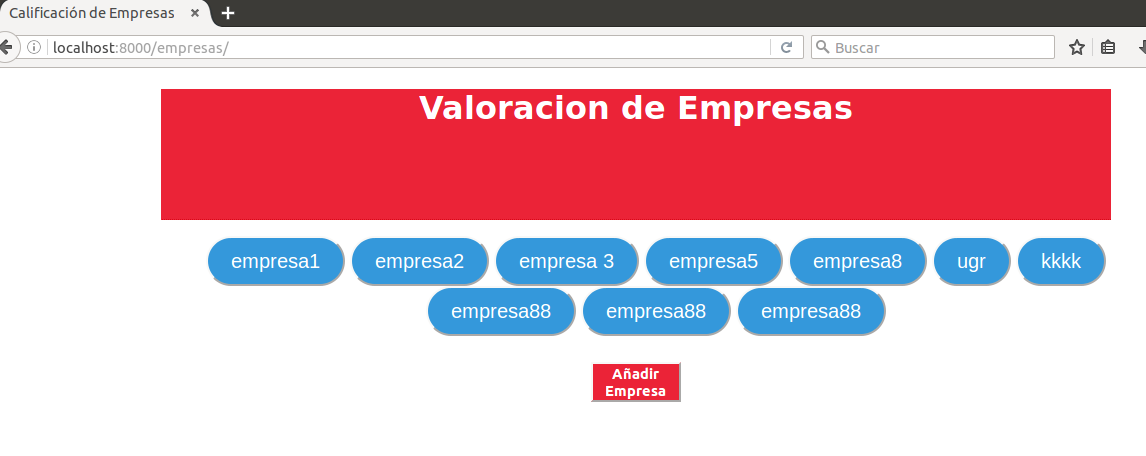 Calificación de Empresas
localhost:8000/empresas/
Buscar
Valoracion de Empresas
empresa1 empresa2 empresa 3 empresa5 empresa8 ugr kkkk
empresa88 empresa88 empresa88
Añadir
Empresa